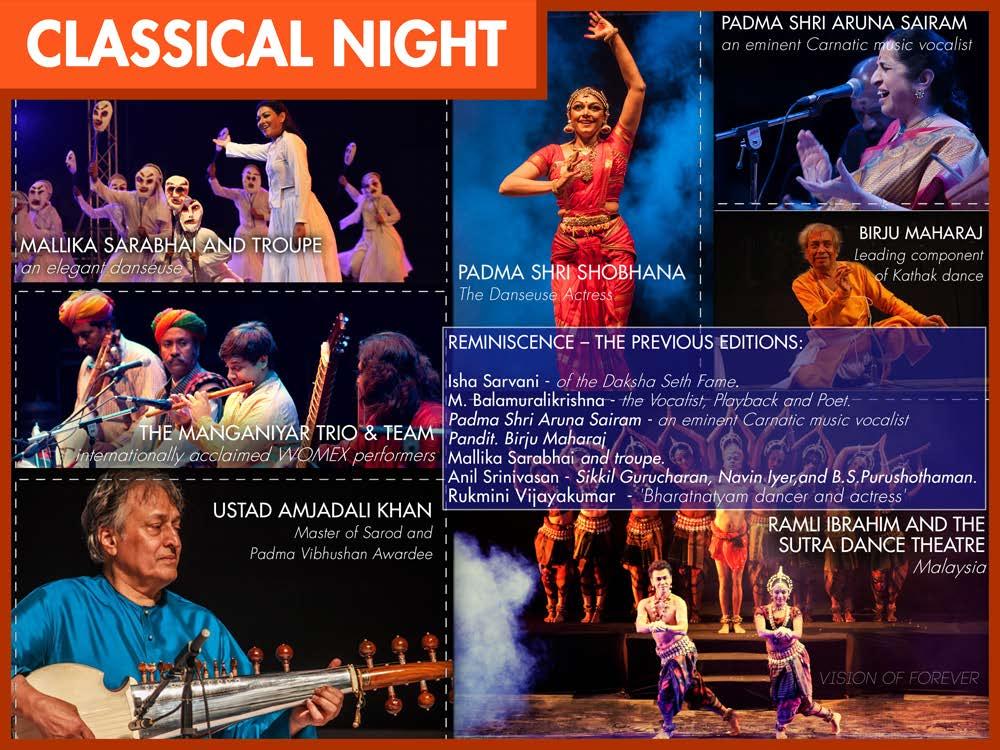 CLASSICAL NIGHT
MALLIKA SARABHAI AND TROUPE
an elegant danseuse
PADMA SHRI SHOBHANA
The Danseuse Actress
PADMA SHRI ARUNA SAIRAM
an eminent Carnatic music vocalist
BIRJU MAHARAJ
Leading component
of Kathak dance
THE MANGANIYAR TRIO & TEAM
internationally acclaimed WOMEX performers
REMINISCENCE – THE PREVIOUS EDITIONS:
Isha Sarvani - of the Daksha Seth Fame.
M. Balamuralikrishna - the Vocalist, Playback and Poet.
Padma Shri Aruna Sairam - an eminent Carnatic music vocalist
Pandit. Birju Maharaj
Mallika Sarabhai and troupe.
Anil Srinivasan - Sikkil Gurucharan, Navin Iyer,and B.S.Purushothaman.
Rukmini Vijayakumar - 'Bharatnatyam dancer and actress'
USTAD AMJADALI KHAN
Master of Sarod and
Padma Vibhushan Awardee
RAMLI IBRAHIM AND THE
SUTRA DANCE THEATRE
Malaysia
VISION OF FOREVER